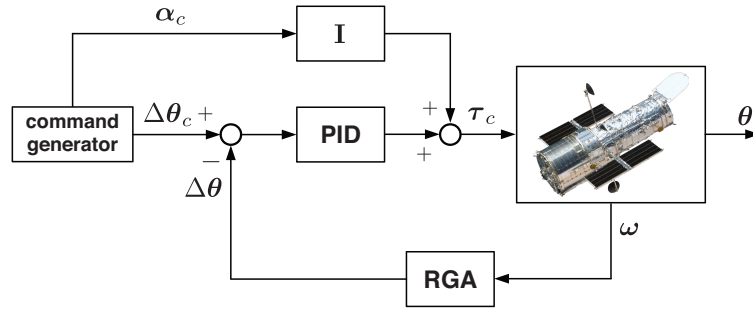 α_c
I
command
generator
Δθ_c +
PID
+
+
τ_c
θ
−
Δθ
ω
RGA